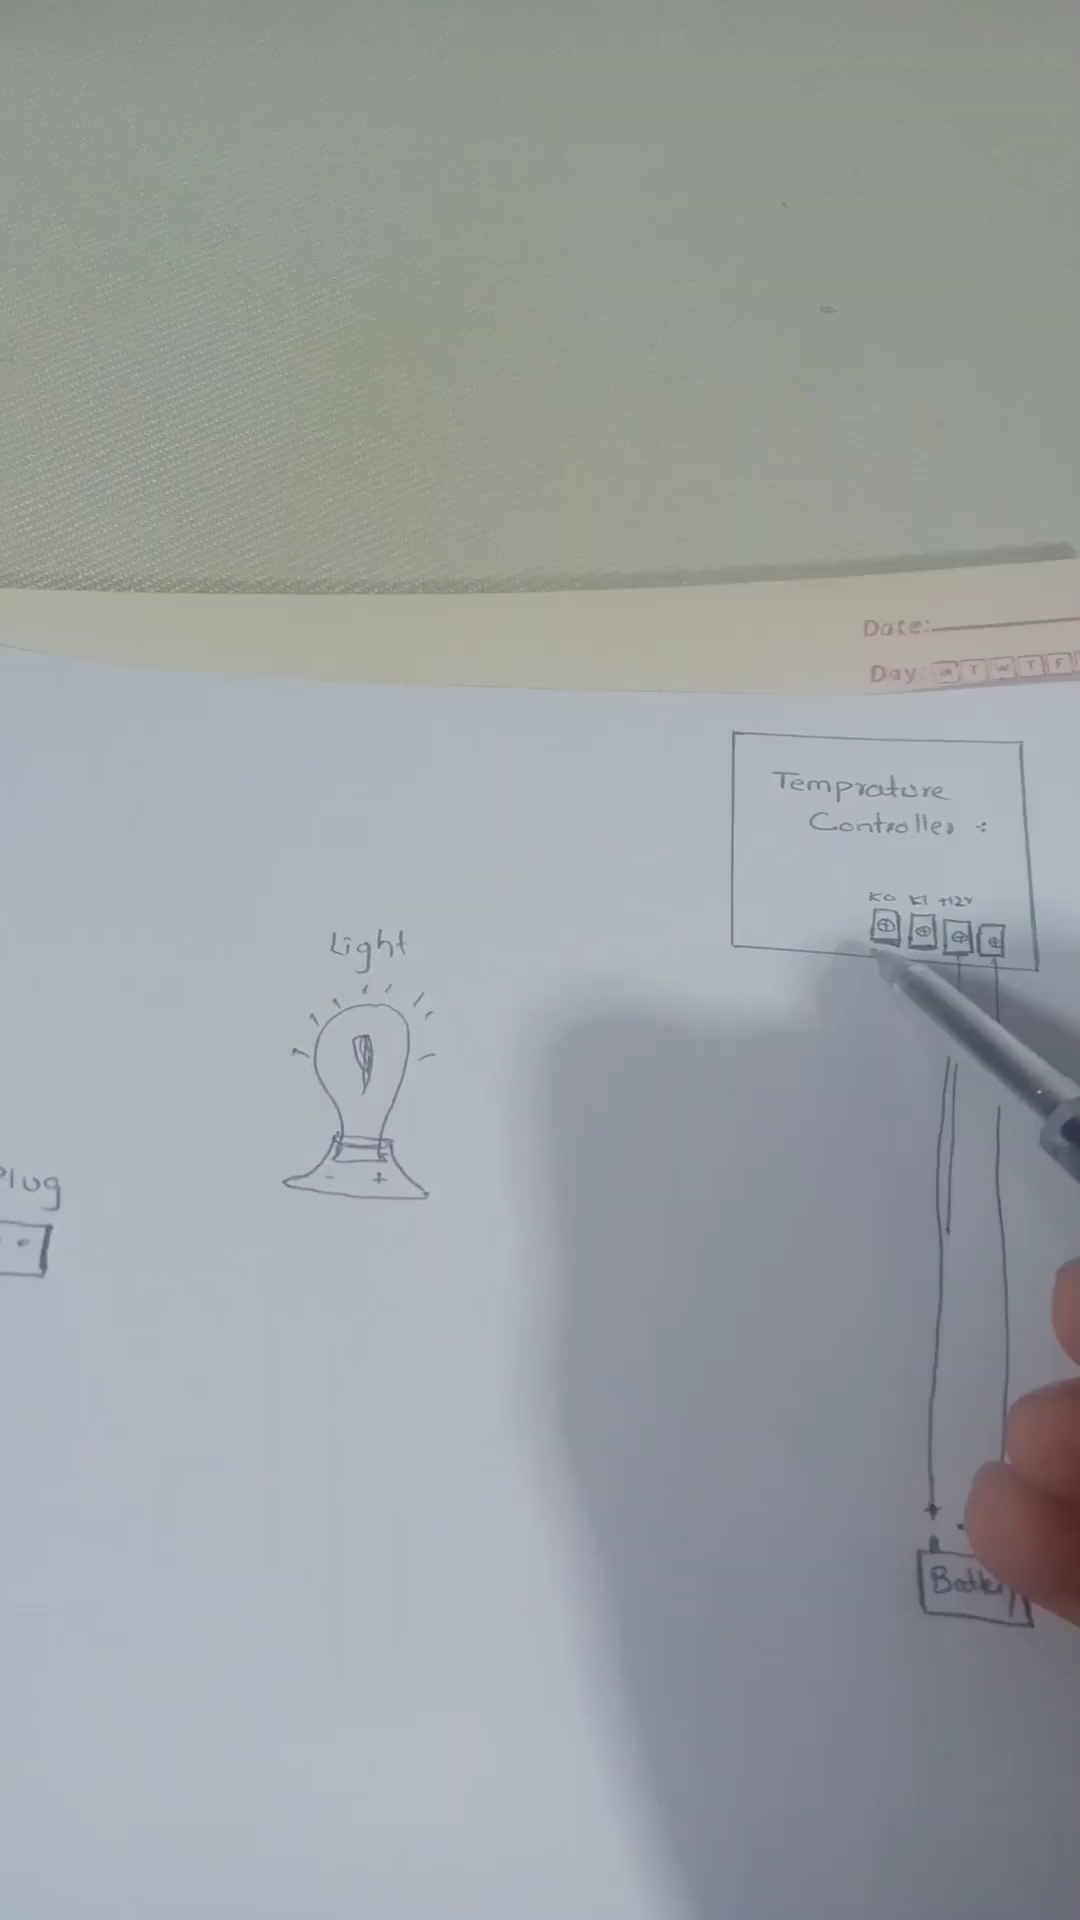 Date:
Day: M T W T F
Temprature
Controller :
K0 K1 +12V
Light
- +
Plug
+ -